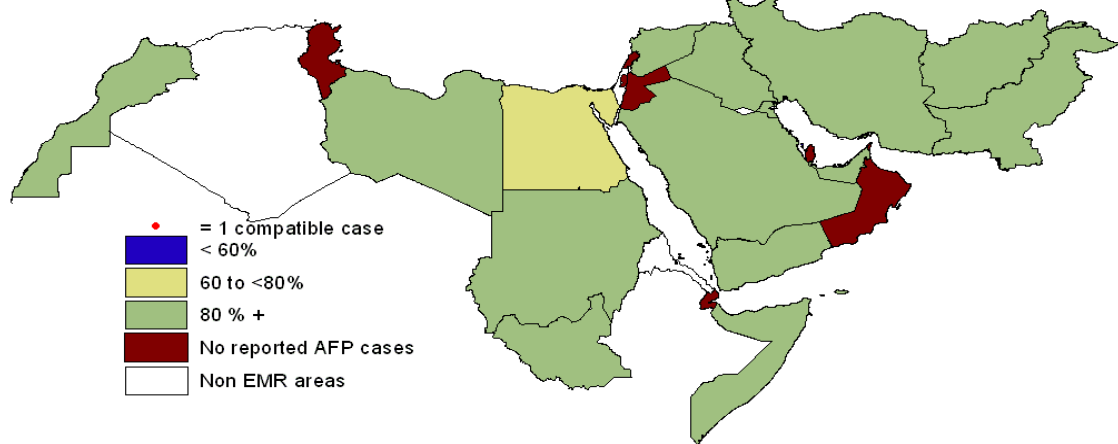 = 1 compatible case
< 60%
60 to <80%
80 % +
No reported AFP cases
Non EMR areas